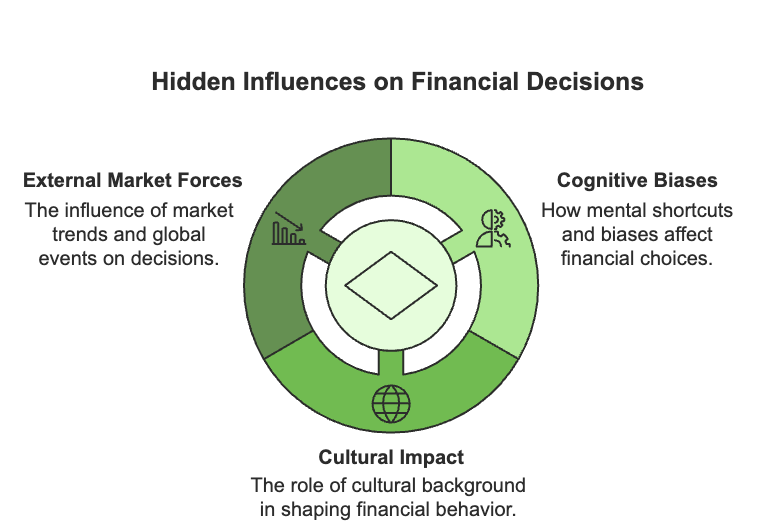 Hidden Influences on Financial Decisions
External Market Forces
The influence of market
trends and global
events on decisions.
Cognitive Biases
How mental shortcuts
and biases affect
financial choices.
Cultural Impact
The role of cultural background
in shaping financial behavior.